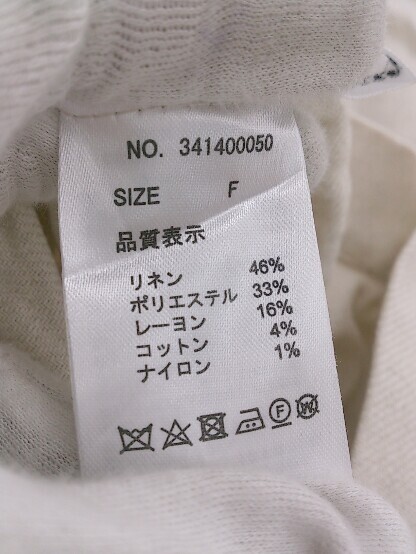 NO. 341400050
SIZE F
品質表示
リネン 46%
ポリエステル 33%
レーヨン 16%
コットン 4%
ナイロン 1%
F W